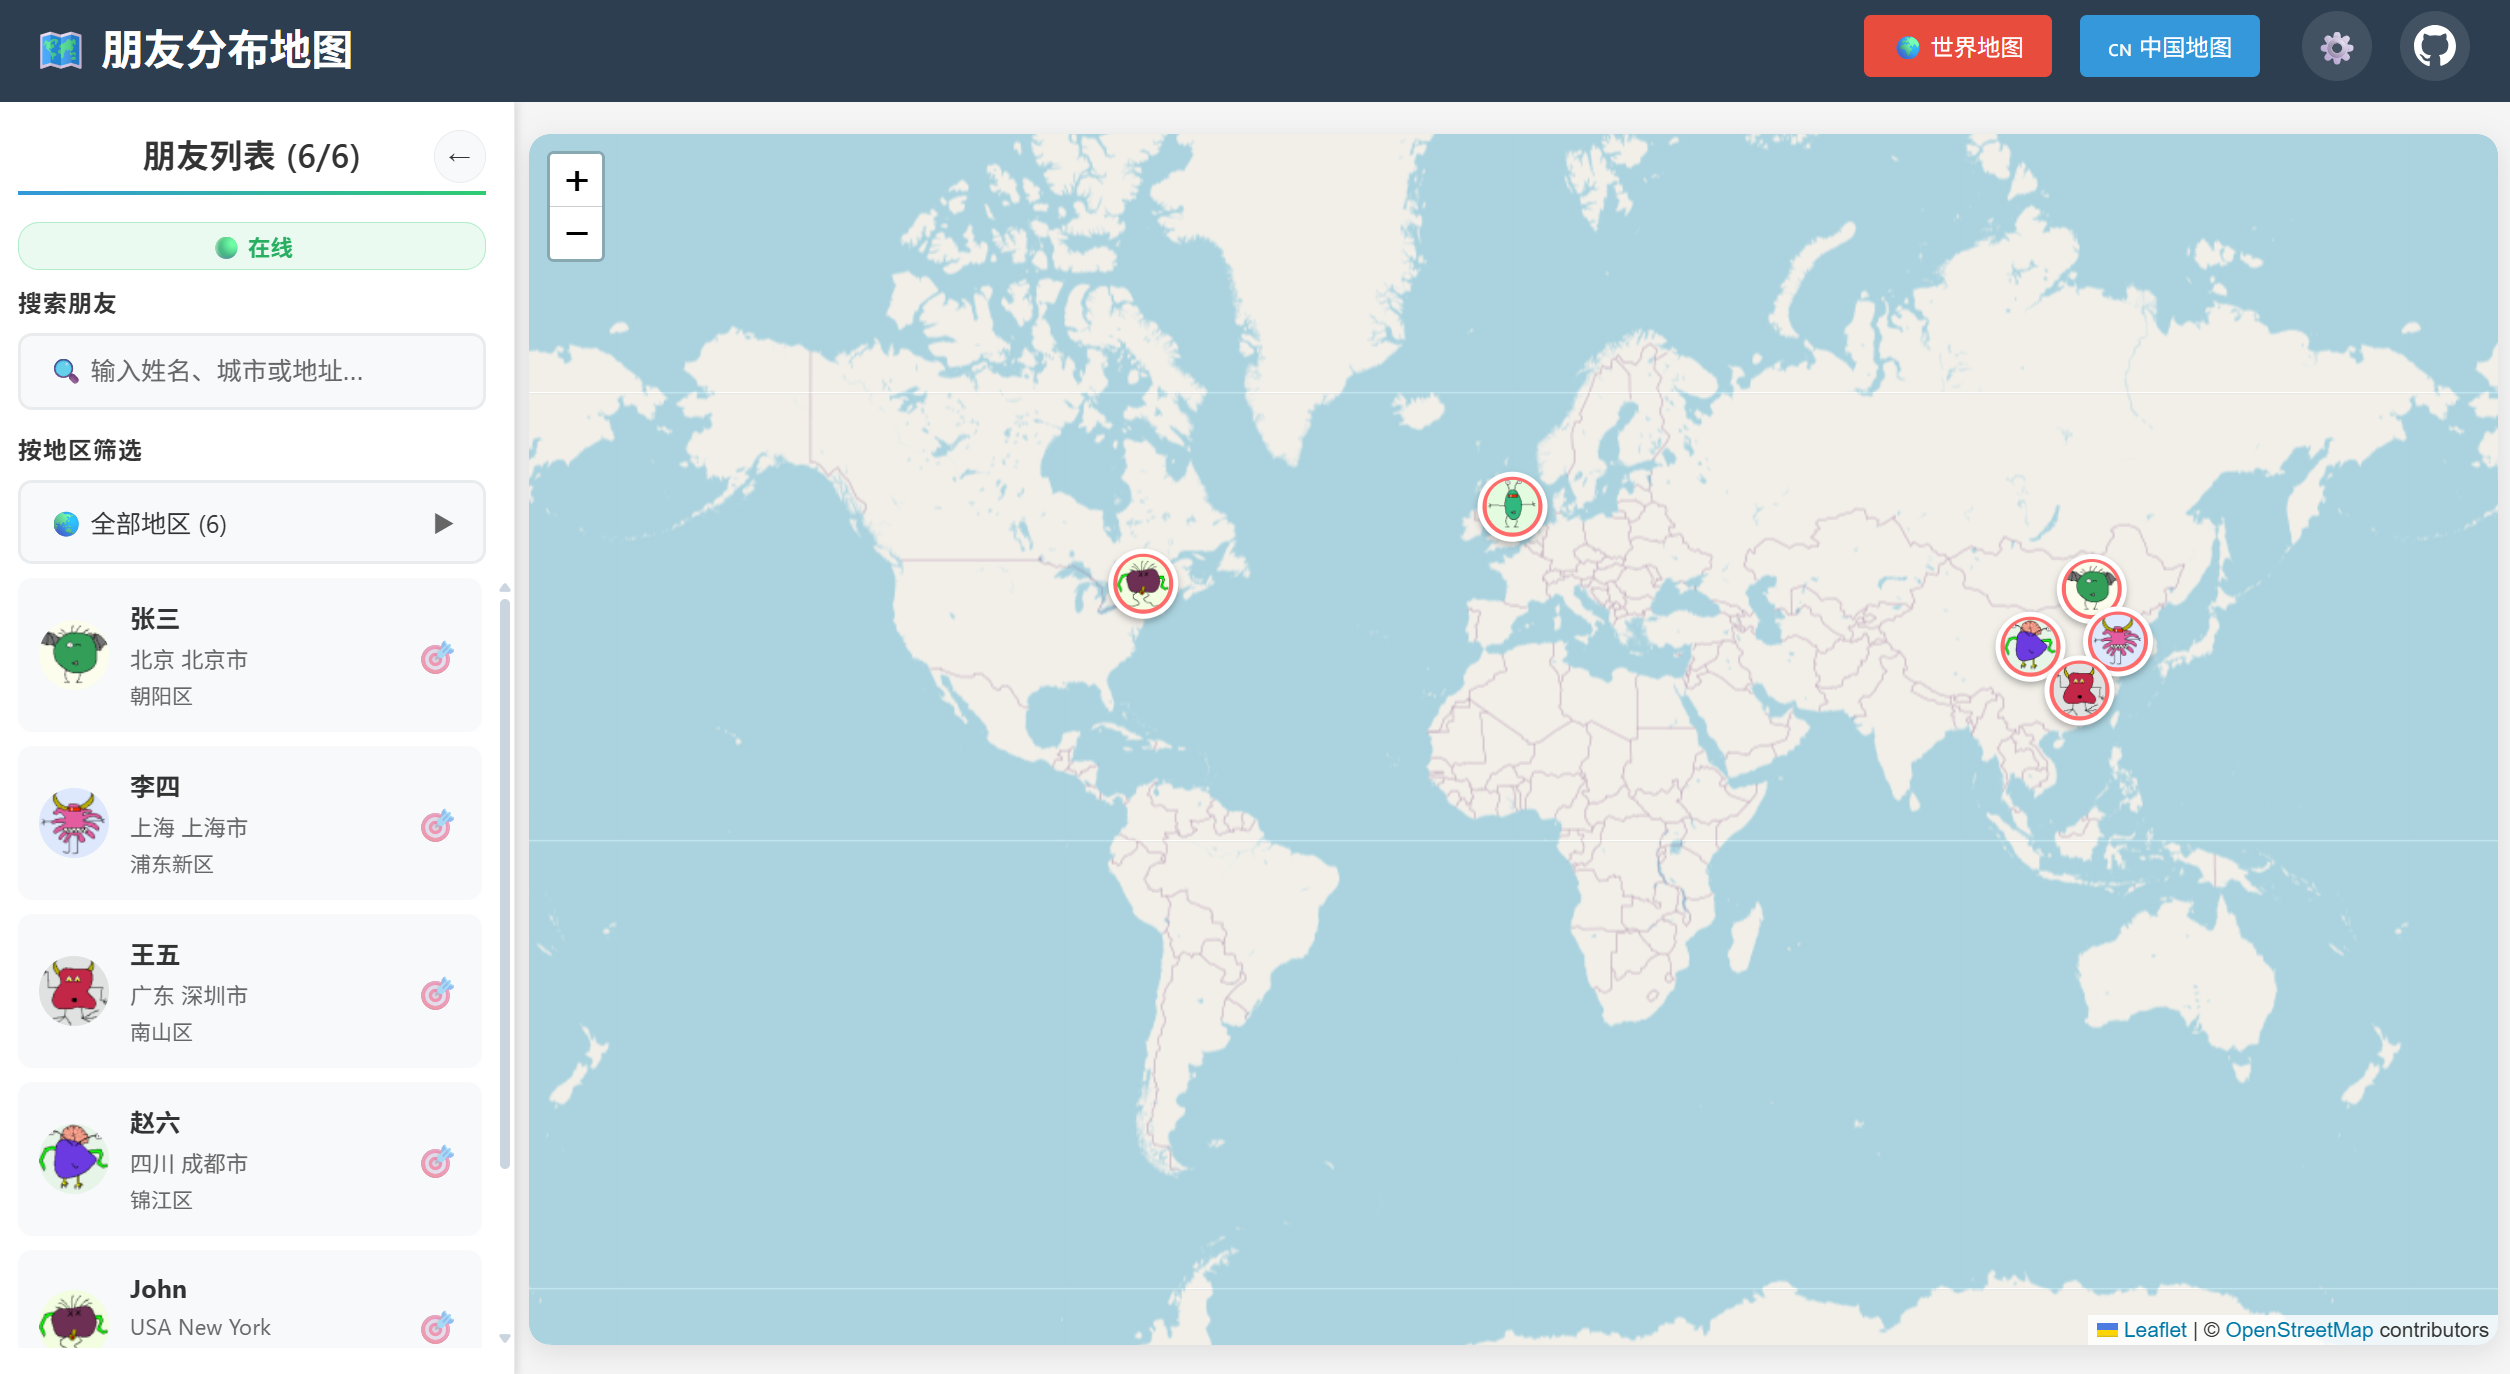 朋友分布地图
世界地图
CN 中国地图
朋友列表 (6/6)
←
在线
搜索朋友
输入姓名、城市或地址...
按地区筛选
全部地区 (6)
张三
北京 北京市
朝阳区
李四
上海 上海市
浦东新区
王五
广东 深圳市
南山区
赵六
四川 成都市
锦江区
John
USA New York
+
−
Leaflet | © OpenStreetMap contributors